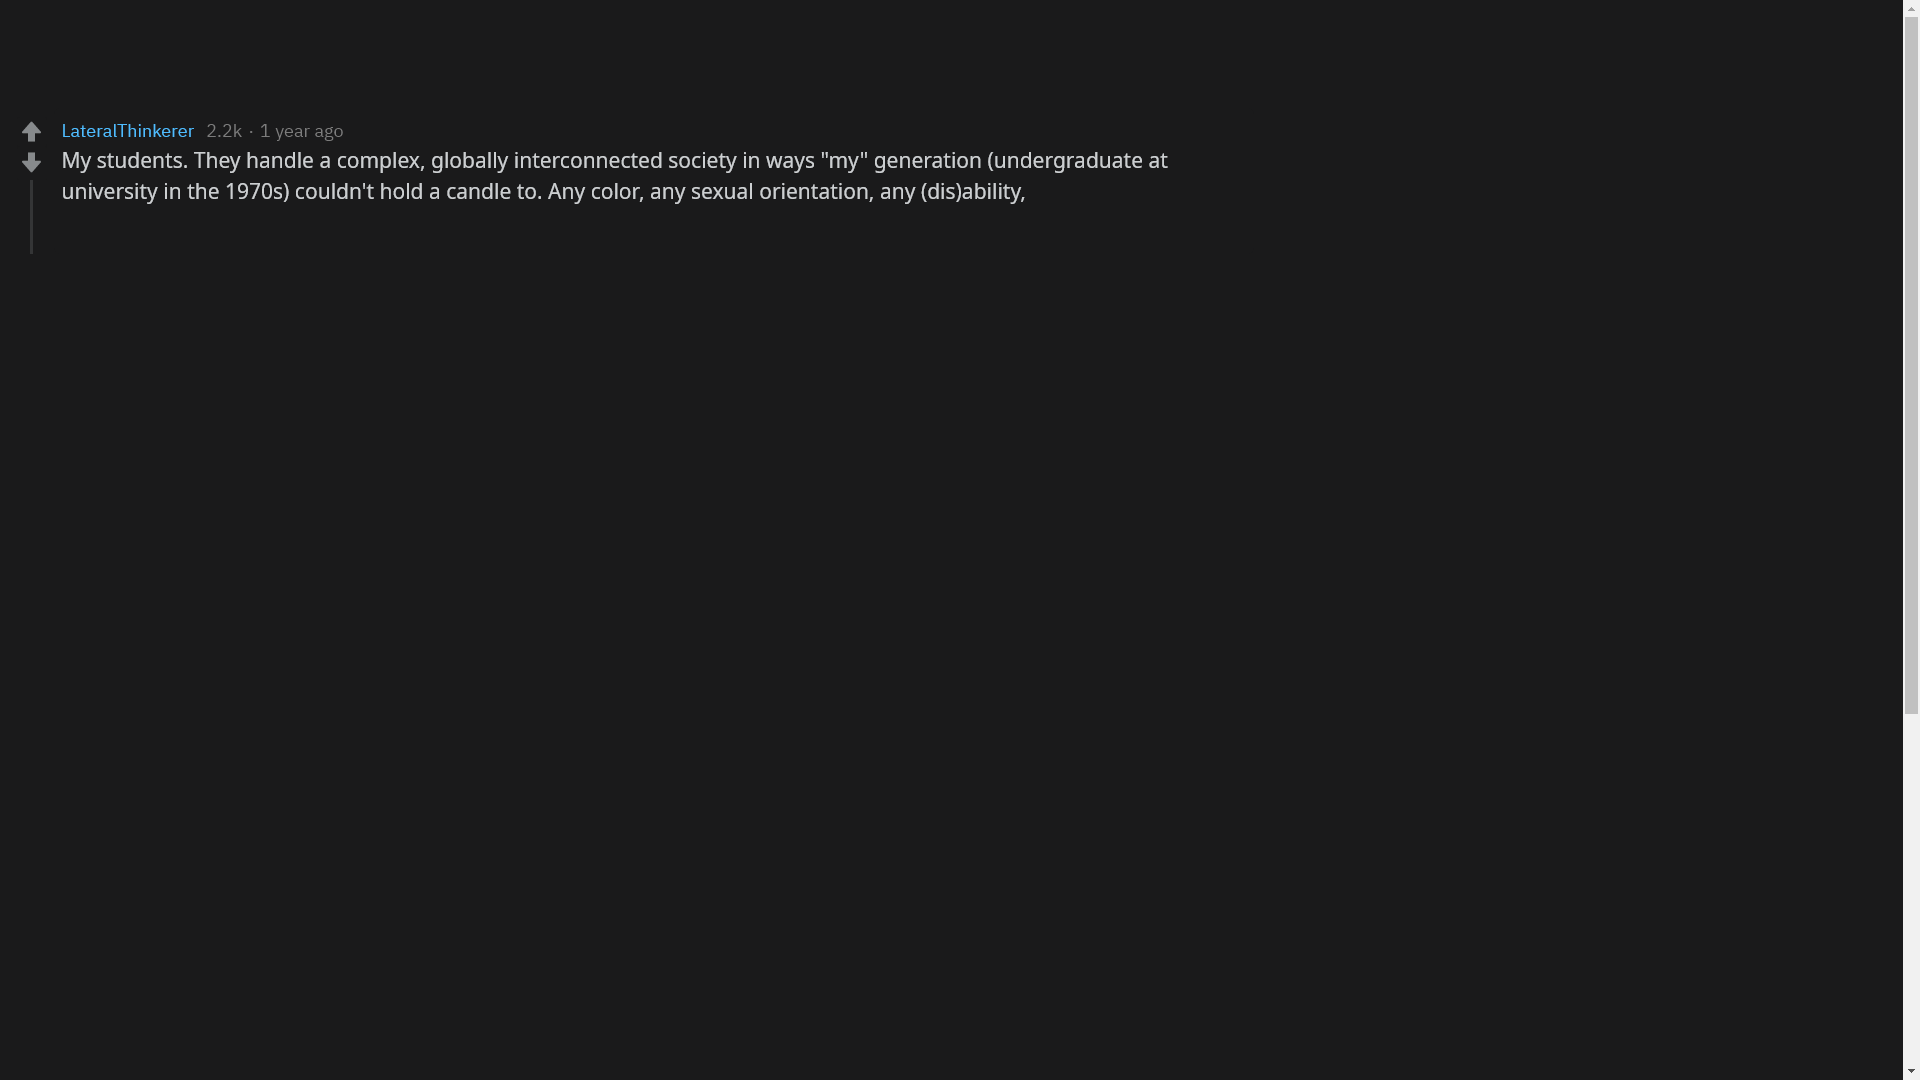 LateralThinkerer 2.2k · 1 year ago
My students. They handle a complex, globally interconnected society in ways "my" generation (undergraduate at
university in the 1970s) couldn't hold a candle to. Any color, any sexual orientation, any (dis)ability,